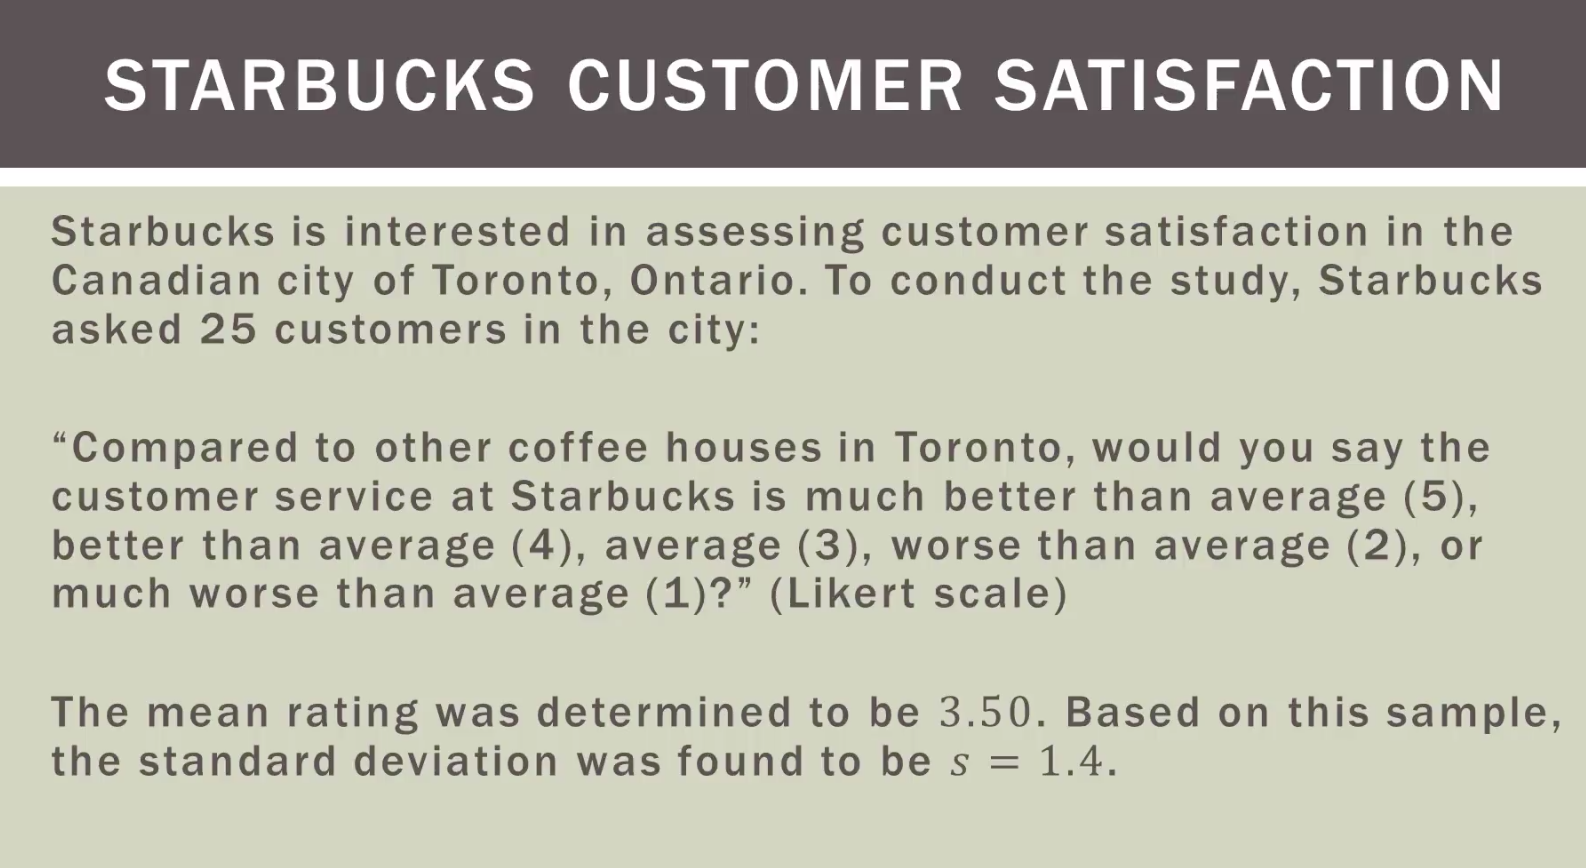 STARBUCKS CUSTOMER SATISFACTION
Starbucks is interested in assessing customer satisfaction in the
Canadian city of Toronto, Ontario. To conduct the study, Starbucks
asked 25 customers in the city:
“Compared to other coffee houses in Toronto, would you say the
customer service at Starbucks is much better than average (5),
better than average (4), average (3), worse than average (2), or
much worse than average (1)?” (Likert scale)
The mean rating was determined to be 3.50. Based on this sample,
the standard deviation was found to be s = 1.4.